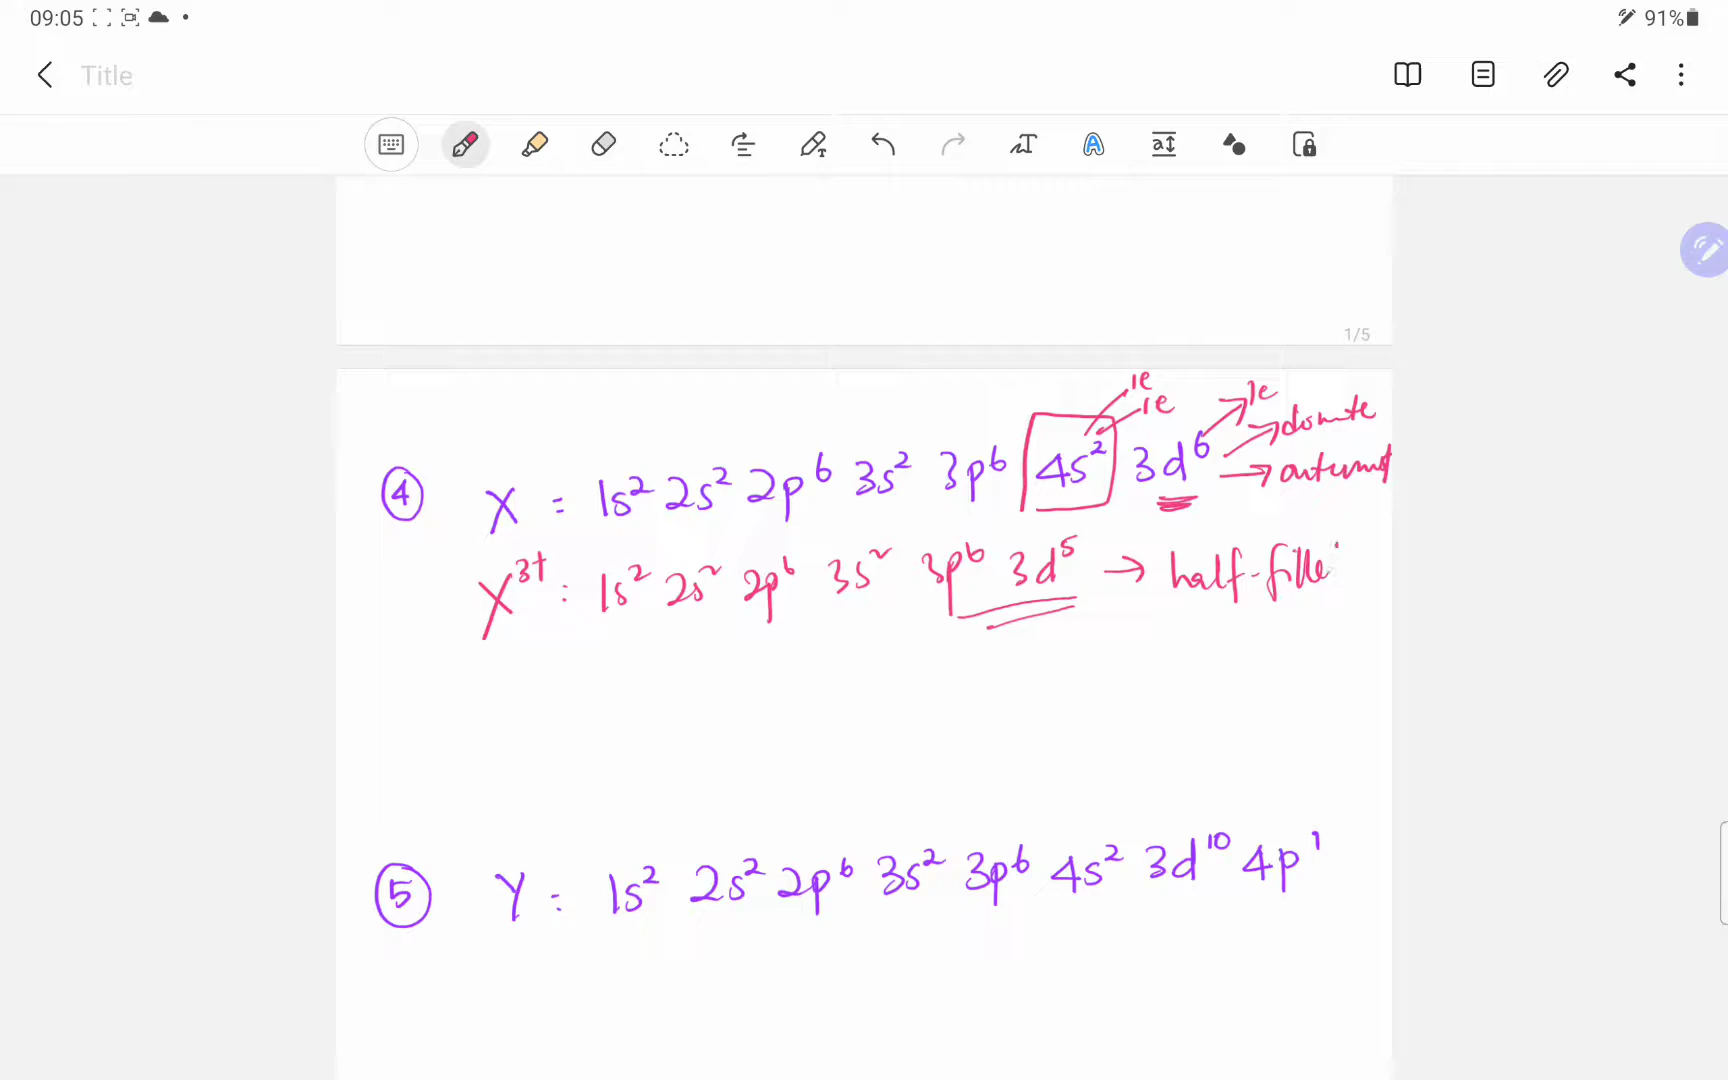 09:05 91%
Title
1/5
1e
1e 1e donate
④ X = 1s² 2s² 2p⁶ 3s² 3p⁶ 4s² 3d⁶
X³⁺ : 1s² 2s² 2p⁶ 3s² 3p⁶ 3d⁵ → half-fille
⑤ Y : 1s² 2s² 2p⁶ 3s² 3p⁶ 4s² 3d¹⁰ 4p¹